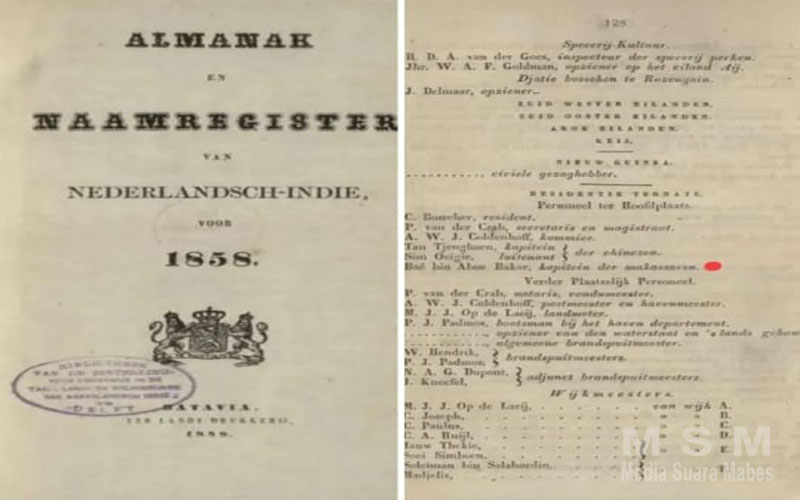 ALMANAK
EN
NAAMREGISTER
VAN
NEDERLANDSCH-INDIE,
VOOR
1858.
BATAVIA,
TER LANDS DRUKKERIJ,
128
Specerij-Kultuur.
H. D. A. van der Goes, inspecteur der specerij perken.
Jhr. W. A. F. Goldman, opziener op het eiland Aij.
Djatie bosschen te Rozengain.
J. Delmaar, opziener.
ZUID WESTER EILANDEN.
ZUID OOSTER EILANDEN.
AROE EILANDEN.
KEIJ.
NIEUW GUINEA.
.........., civiele gezaghebber.
RESIDENTIE TERNATE.
Personeel ter Hoofdplaats.
C. Bosscher, resident.
P. van der Crab, secretaris en magistraat.
A. W. J. Coldenhoff, kommies.
Tan Tjenghoen, kapitein
Sim Osigie, luitenant } der chinezen.
Baé bin Aboe Bakar, kapitein der makassaren.
Verder Plaatselijk Personeel.
P. van der Crab, notaris, vendumeester.
A. W. J. Coldenhoff, postmeester en havenmeester.
M. J. J. Op de Laeij, landmeter.
P. J. Padmos, bootsman bij het haven departement.
.........., opziener van den waterstaat en 's lands
.........., algemeene brandspuitmeester.
W. Hendrik,
P. J. Padmos, } brandspuitmeesters.
N. A. G. Dupont,
J. Kneefel, } adjunct brandspuitmeesters.
Wijkmeesters.
M. J. J. Op de Laeij, . . . . . . van wijk A.
C. Joseph, . . . . . . » » B.
C. Paulus, . . . . . . C.
C. A. Buijl, . . . . . . D.
Soleiman bin Salahoedin,
Hadjelis,
MSM
Media Suara Mabes